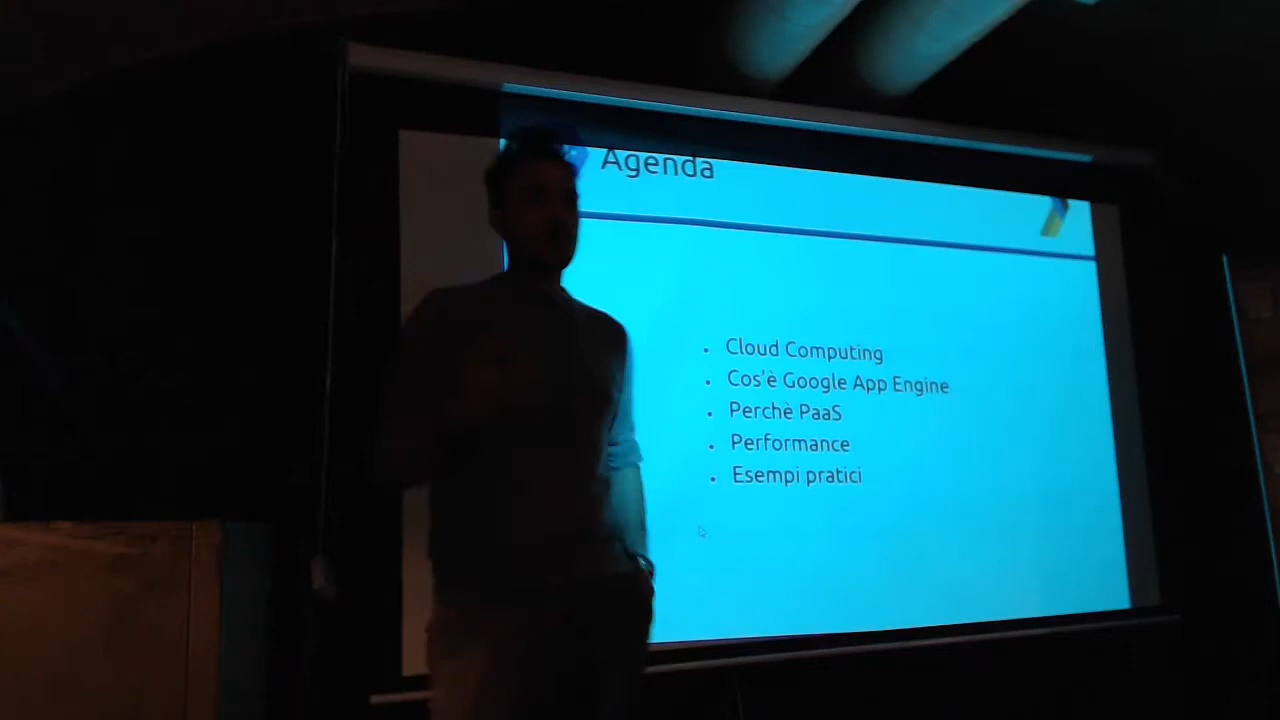 Agenda
Cloud Computing
Cos'è Google App Engine
Perchè PaaS
Performance
Esempi pratici